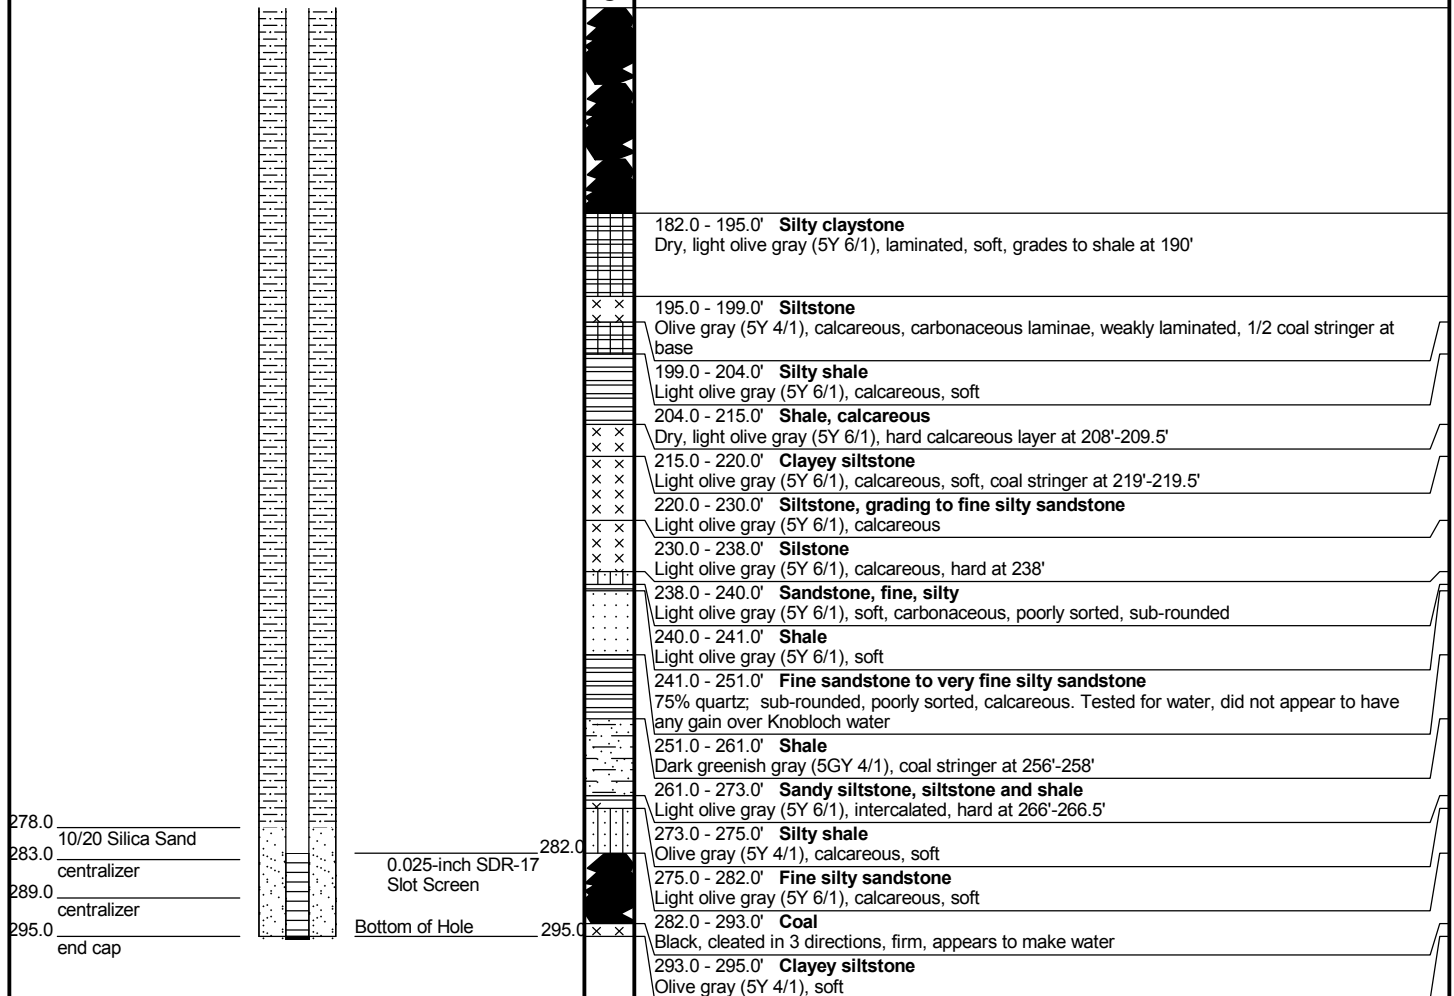 182.0 - 195.0' Silty claystone
Dry, light olive gray (5Y 6/1), laminated, soft, grades to shale at 190'
195.0 - 199.0' Siltstone
Olive gray (5Y 4/1), calcareous, carbonaceous laminae, weakly laminated, 1/2 coal stringer at
base
199.0 - 204.0' Silty shale
Light olive gray (5Y 6/1), calcareous, soft
204.0 - 215.0' Shale, calcareous
Dry, light olive gray (5Y 6/1), hard calcareous layer at 208'-209.5'
215.0 - 220.0' Clayey siltstone
Light olive gray (5Y 6/1), calcareous, soft, coal stringer at 219'-219.5'
220.0 - 230.0' Siltstone, grading to fine silty sandstone
Light olive gray (5Y 6/1), calcareous
230.0 - 238.0' Silstone
Light olive gray (5Y 6/1), calcareous, hard at 238'
238.0 - 240.0' Sandstone, fine, silty
Light olive gray (5Y 6/1), soft, carbonaceous, poorly sorted, sub-rounded
240.0 - 241.0' Shale
Light olive gray (5Y 6/1), soft
241.0 - 251.0' Fine sandstone to very fine silty sandstone
75% quartz; sub-rounded, poorly sorted, calcareous. Tested for water, did not appear to have
any gain over Knobloch water
251.0 - 261.0' Shale
Dark greenish gray (5GY 4/1), coal stringer at 256'-258'
261.0 - 273.0' Sandy siltstone, siltstone and shale
Light olive gray (5Y 6/1), intercalated, hard at 266'-266.5'
273.0 - 275.0' Silty shale
Olive gray (5Y 4/1), calcareous, soft
275.0 - 282.0' Fine silty sandstone
Light olive gray (5Y 6/1), calcareous, soft
282.0 - 293.0' Coal
Black, cleated in 3 directions, firm, appears to make water
293.0 - 295.0' Clayey siltstone
Olive gray (5Y 4/1), soft
278.0
10/20 Silica Sand
283.0
centralizer
289.0
centralizer
295.0
end cap
282.0
0.025-inch SDR-17
Slot Screen
Bottom of Hole 295.0